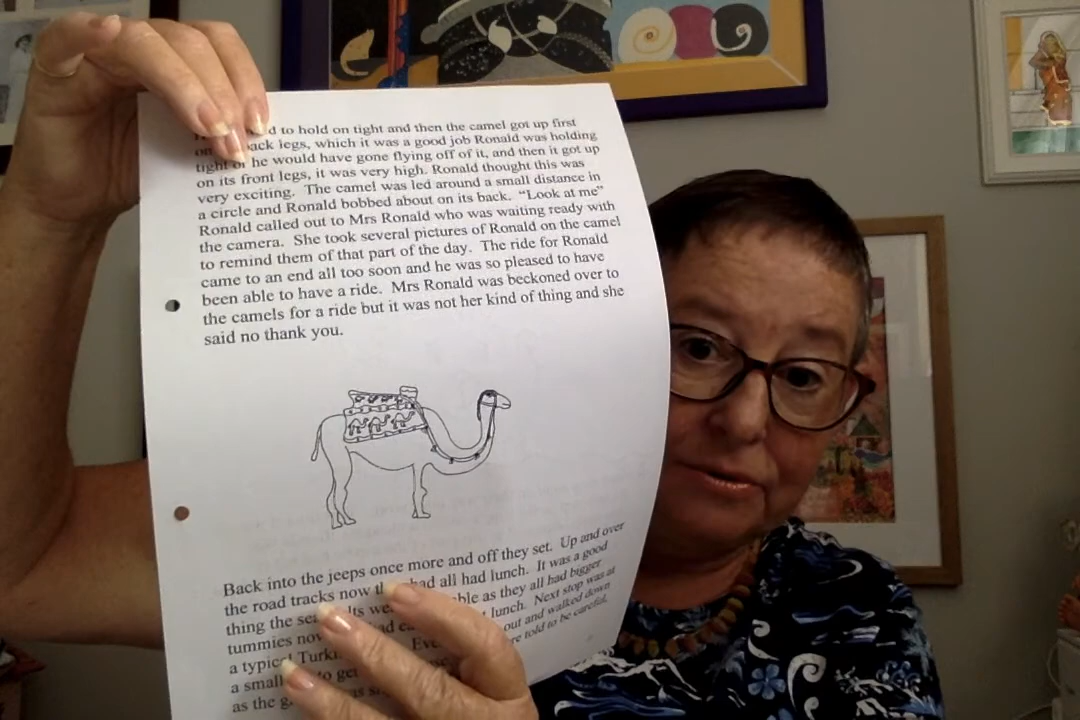 d to hold on tight and then the camel got up first
ack legs, which it was a good job Ronald was holding
tight or he would have gone flying off of it, and then it got up
on its front legs, it was very high. Ronald thought this was
very exciting. The camel was led around a small distance in
a circle and Ronald bobbed about on its back. “Look at me”
Ronald called out to Mrs Ronald who was waiting ready with
the camera. She took several pictures of Ronald on the camel
to remind them of that part of the day. The ride for Ronald
came to an end all too soon and he was so pleased to have
been able to have a ride. Mrs Ronald was beckoned over to
the camels for a ride but it was not her kind of thing and she
said no thank you.
Back into the jeeps once more and off they set. Up and over
the road tracks now had all had lunch. It was a good
thing the as they all had bigger
tummies lunch. Next stop was at
a out and walked down
a small to get told to be careful,
as the